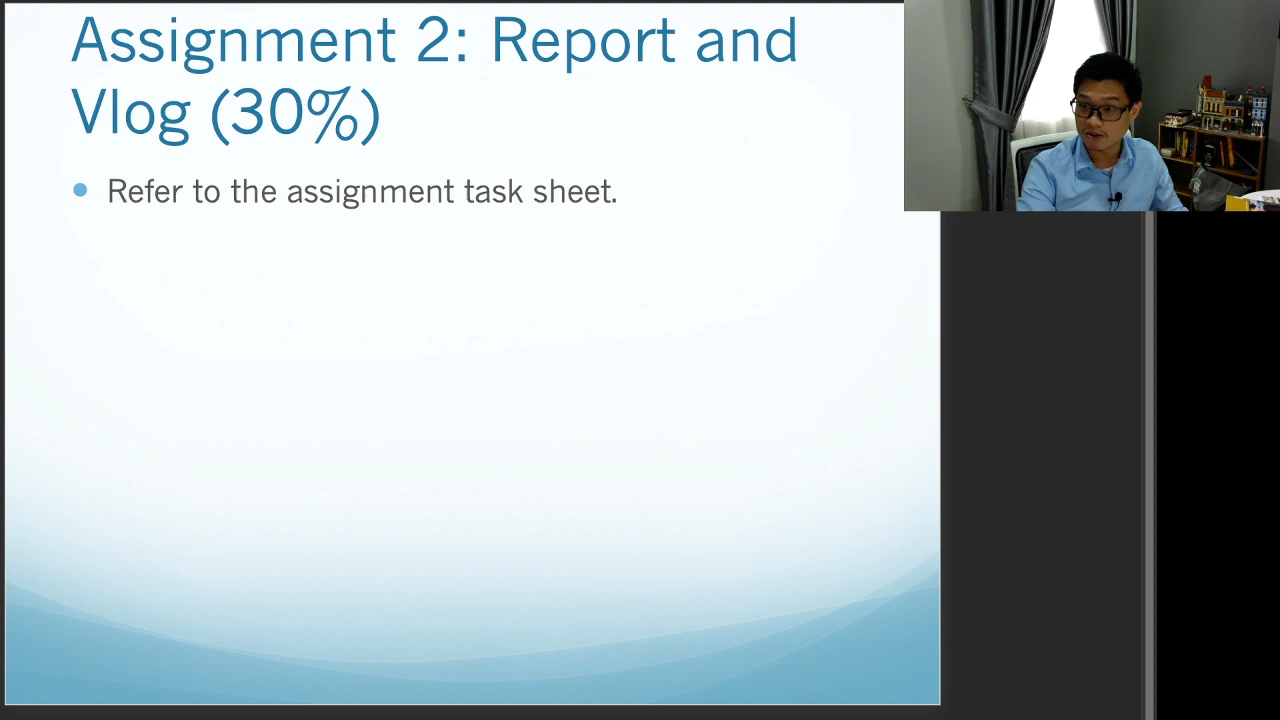 Assignment 2: Report and
Vlog (30%)
Refer to the assignment task sheet.